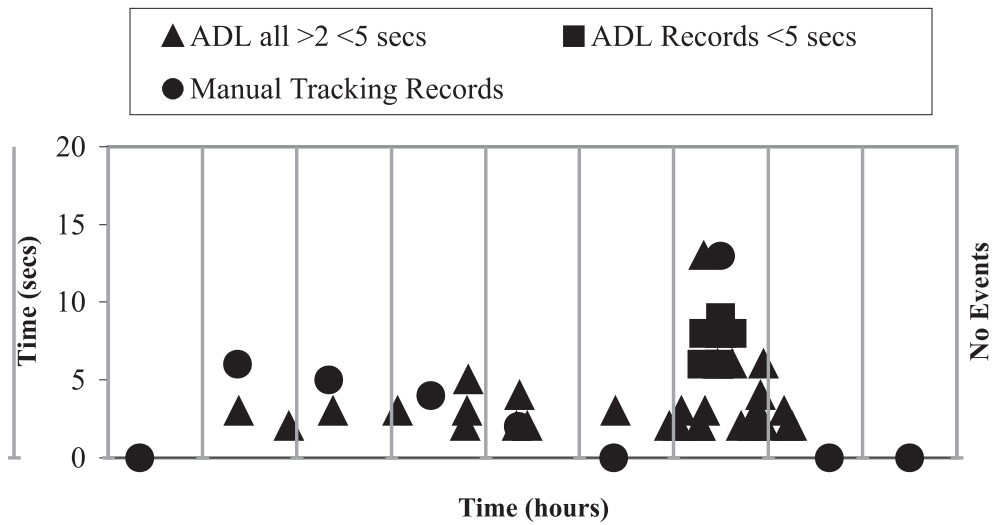 ADL all >2 <5 secs
ADL Records <5 secs
Manual Tracking Records
20
15
10
5
0
Time (secs)
No Events
Time (hours)